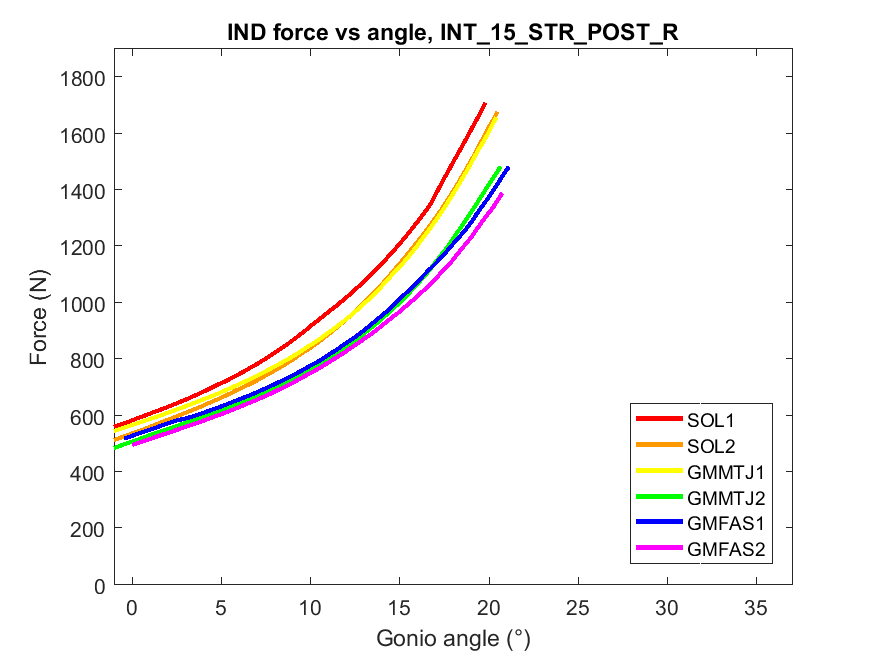 IND force vs angle, INT_15_STR_POST_R
1800
1600
1400
1200
1000
800
600
400
200
0
Force (N)
0 5 10 15 20 25 30 35
Gonio angle (°)
SOL1
SOL2
GMMTJ1
GMMTJ2
GMFAS1
GMFAS2